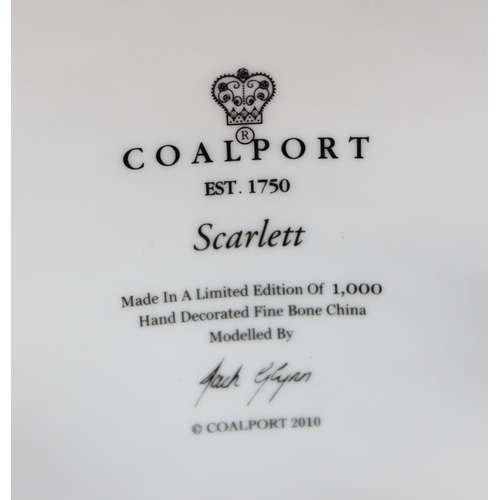 ®
COALPORT
EST. 1750
Scarlett
Made In A Limited Edition Of 1,000
Hand Decorated Fine Bone China
Modelled By
Jack Glynn
© COALPORT 2010